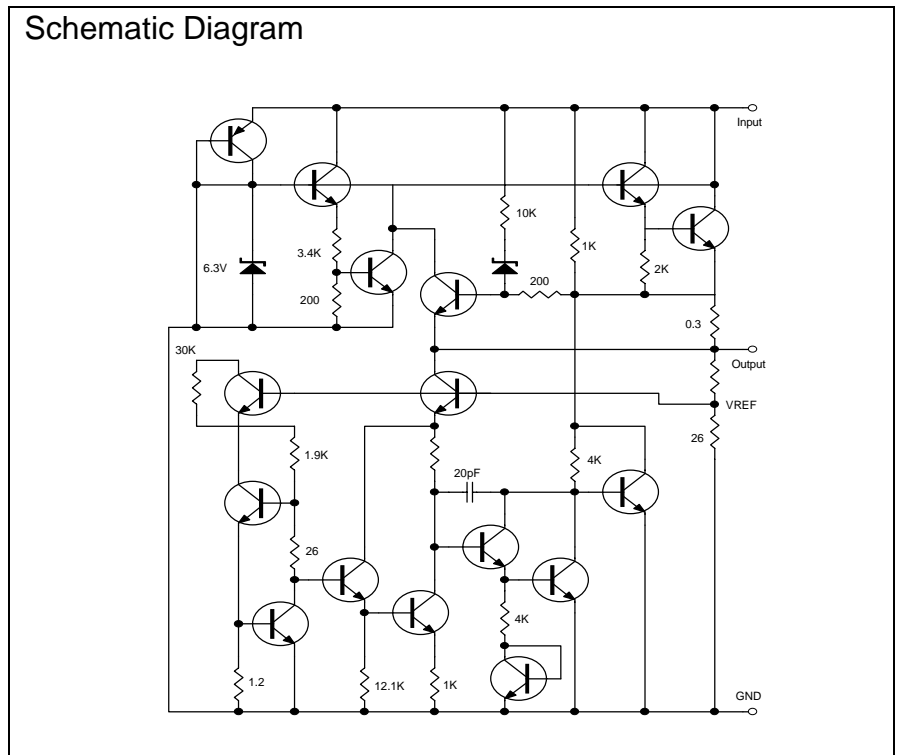 Schematic Diagram
Input
10K
3.4K
1K
6.3V
2K
200
200
0.3
30K
Output
VREF
1.9K
26
4K
20pF
26
4K
1.2
12.1K
1K
GND